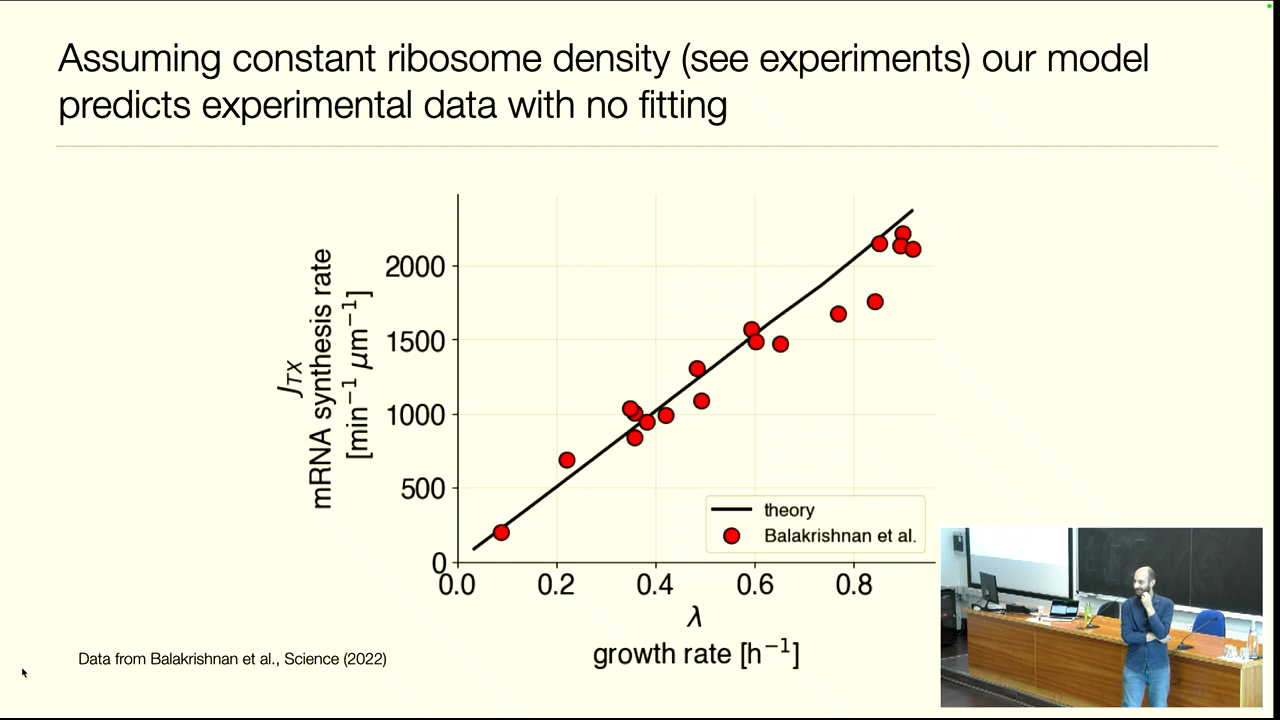 Assuming constant ribosome density (see experiments) our model
predicts experimental data with no fitting
J_TX
mRNA synthesis rate
[min⁻¹ μm⁻¹]
2000
1500
1000
500
0
0.0 0.2 0.4 0.6 0.8
λ
growth rate [h⁻¹]
theory
Balakrishnan et al.
Data from Balakrishnan et al., Science (2022)